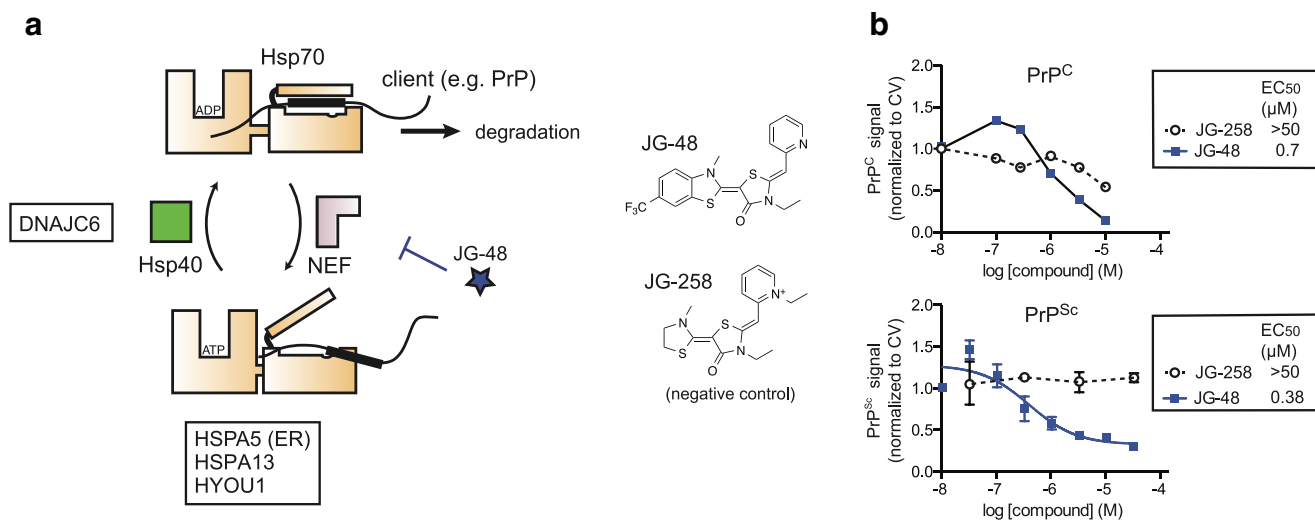 a
Hsp70
client (e.g. PrP)
ADP
degradation
DNAJC6
Hsp40
NEF
JG-48
ATP
HSPA5 (ER)
HSPA13
HYOU1
JG-48
N
S
N
S
N
F3C
O
JG-258
N+
N
S
S
N
O
(negative control)
b
PrPC
2.0
1.5
1.0
0.5
0.0
PrPC signal
(normalized to CV)
-8 -7 -6 -5 -4
log [compound] (M)
EC50
(µM)
JG-258 >50
JG-48 0.7
PrPSc
2.0
1.5
1.0
0.5
0.0
PrPSc signal
(normalized to CV)
-8 -7 -6 -5 -4
log [compound] (M)
EC50
(µM)
JG-258 >50
JG-48 0.38